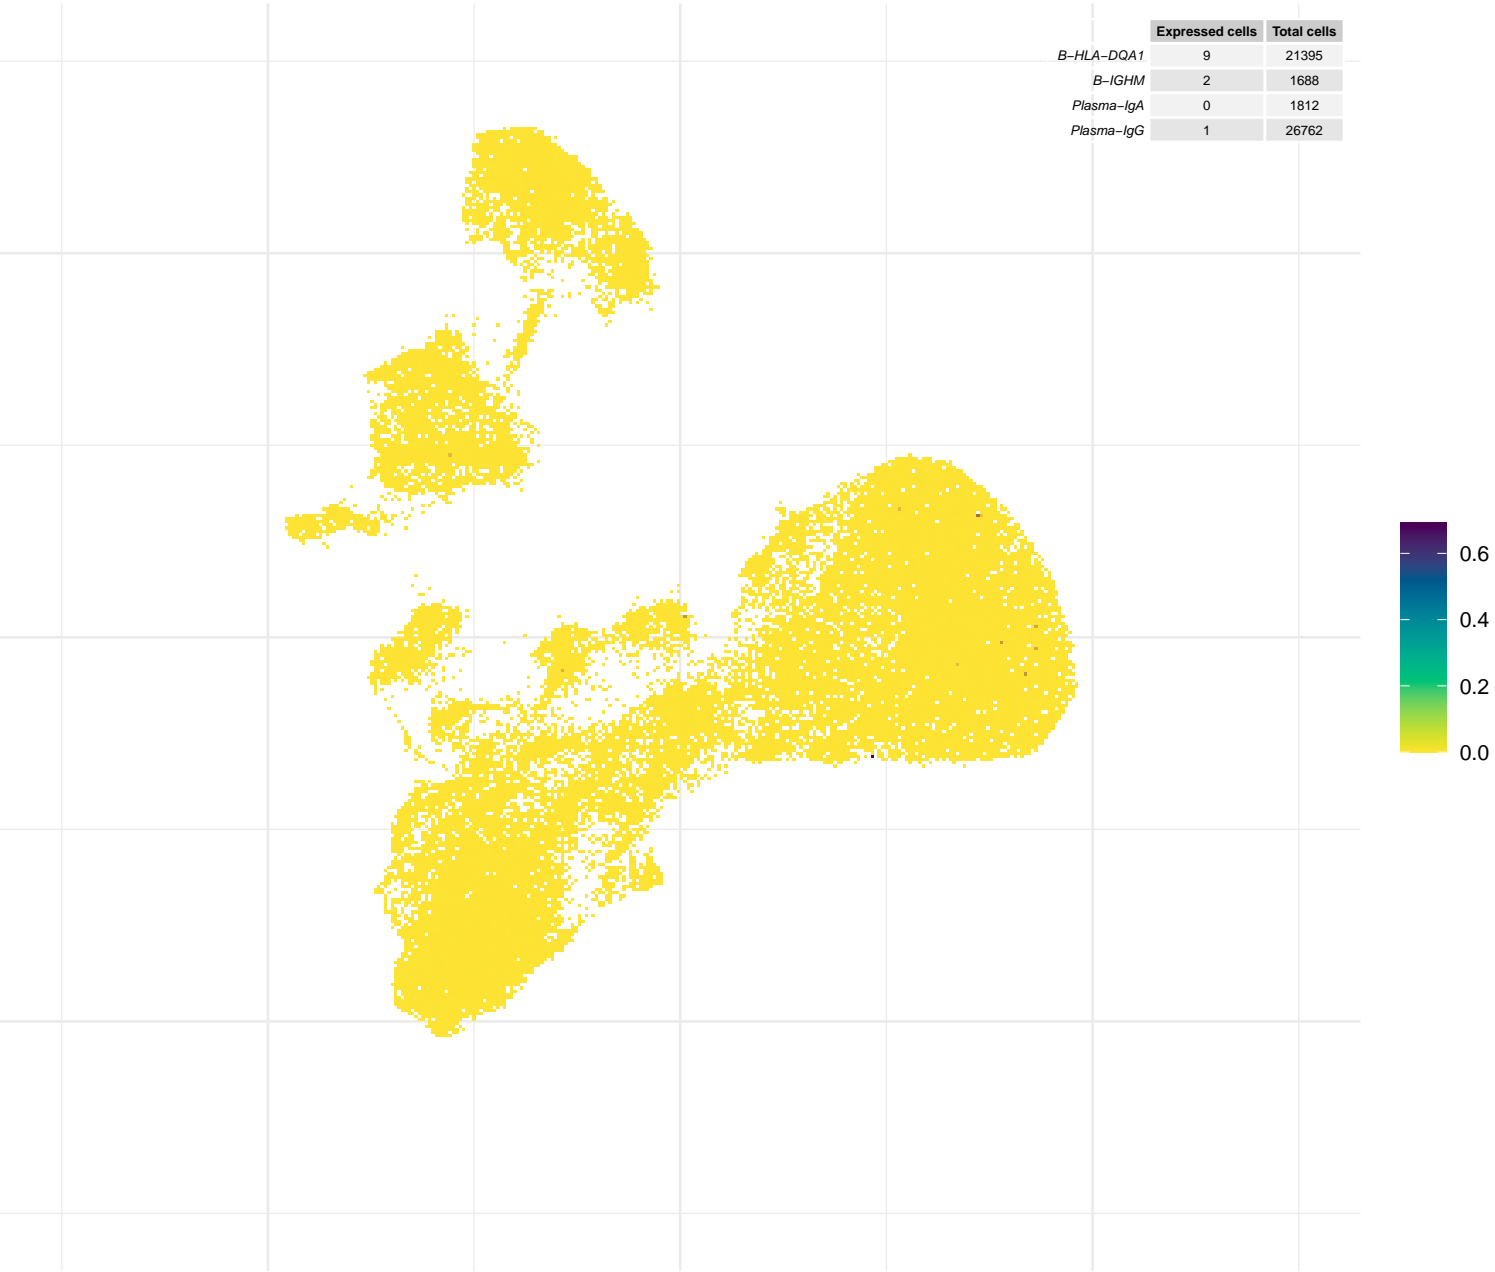 Expressed cells Total cells
B−HLA−DQA1 9 21395
B−IGHM 2 1688
Plasma−IgA 0 1812
Plasma−IgG 1 26762
0.6
0.4
0.2
0.0